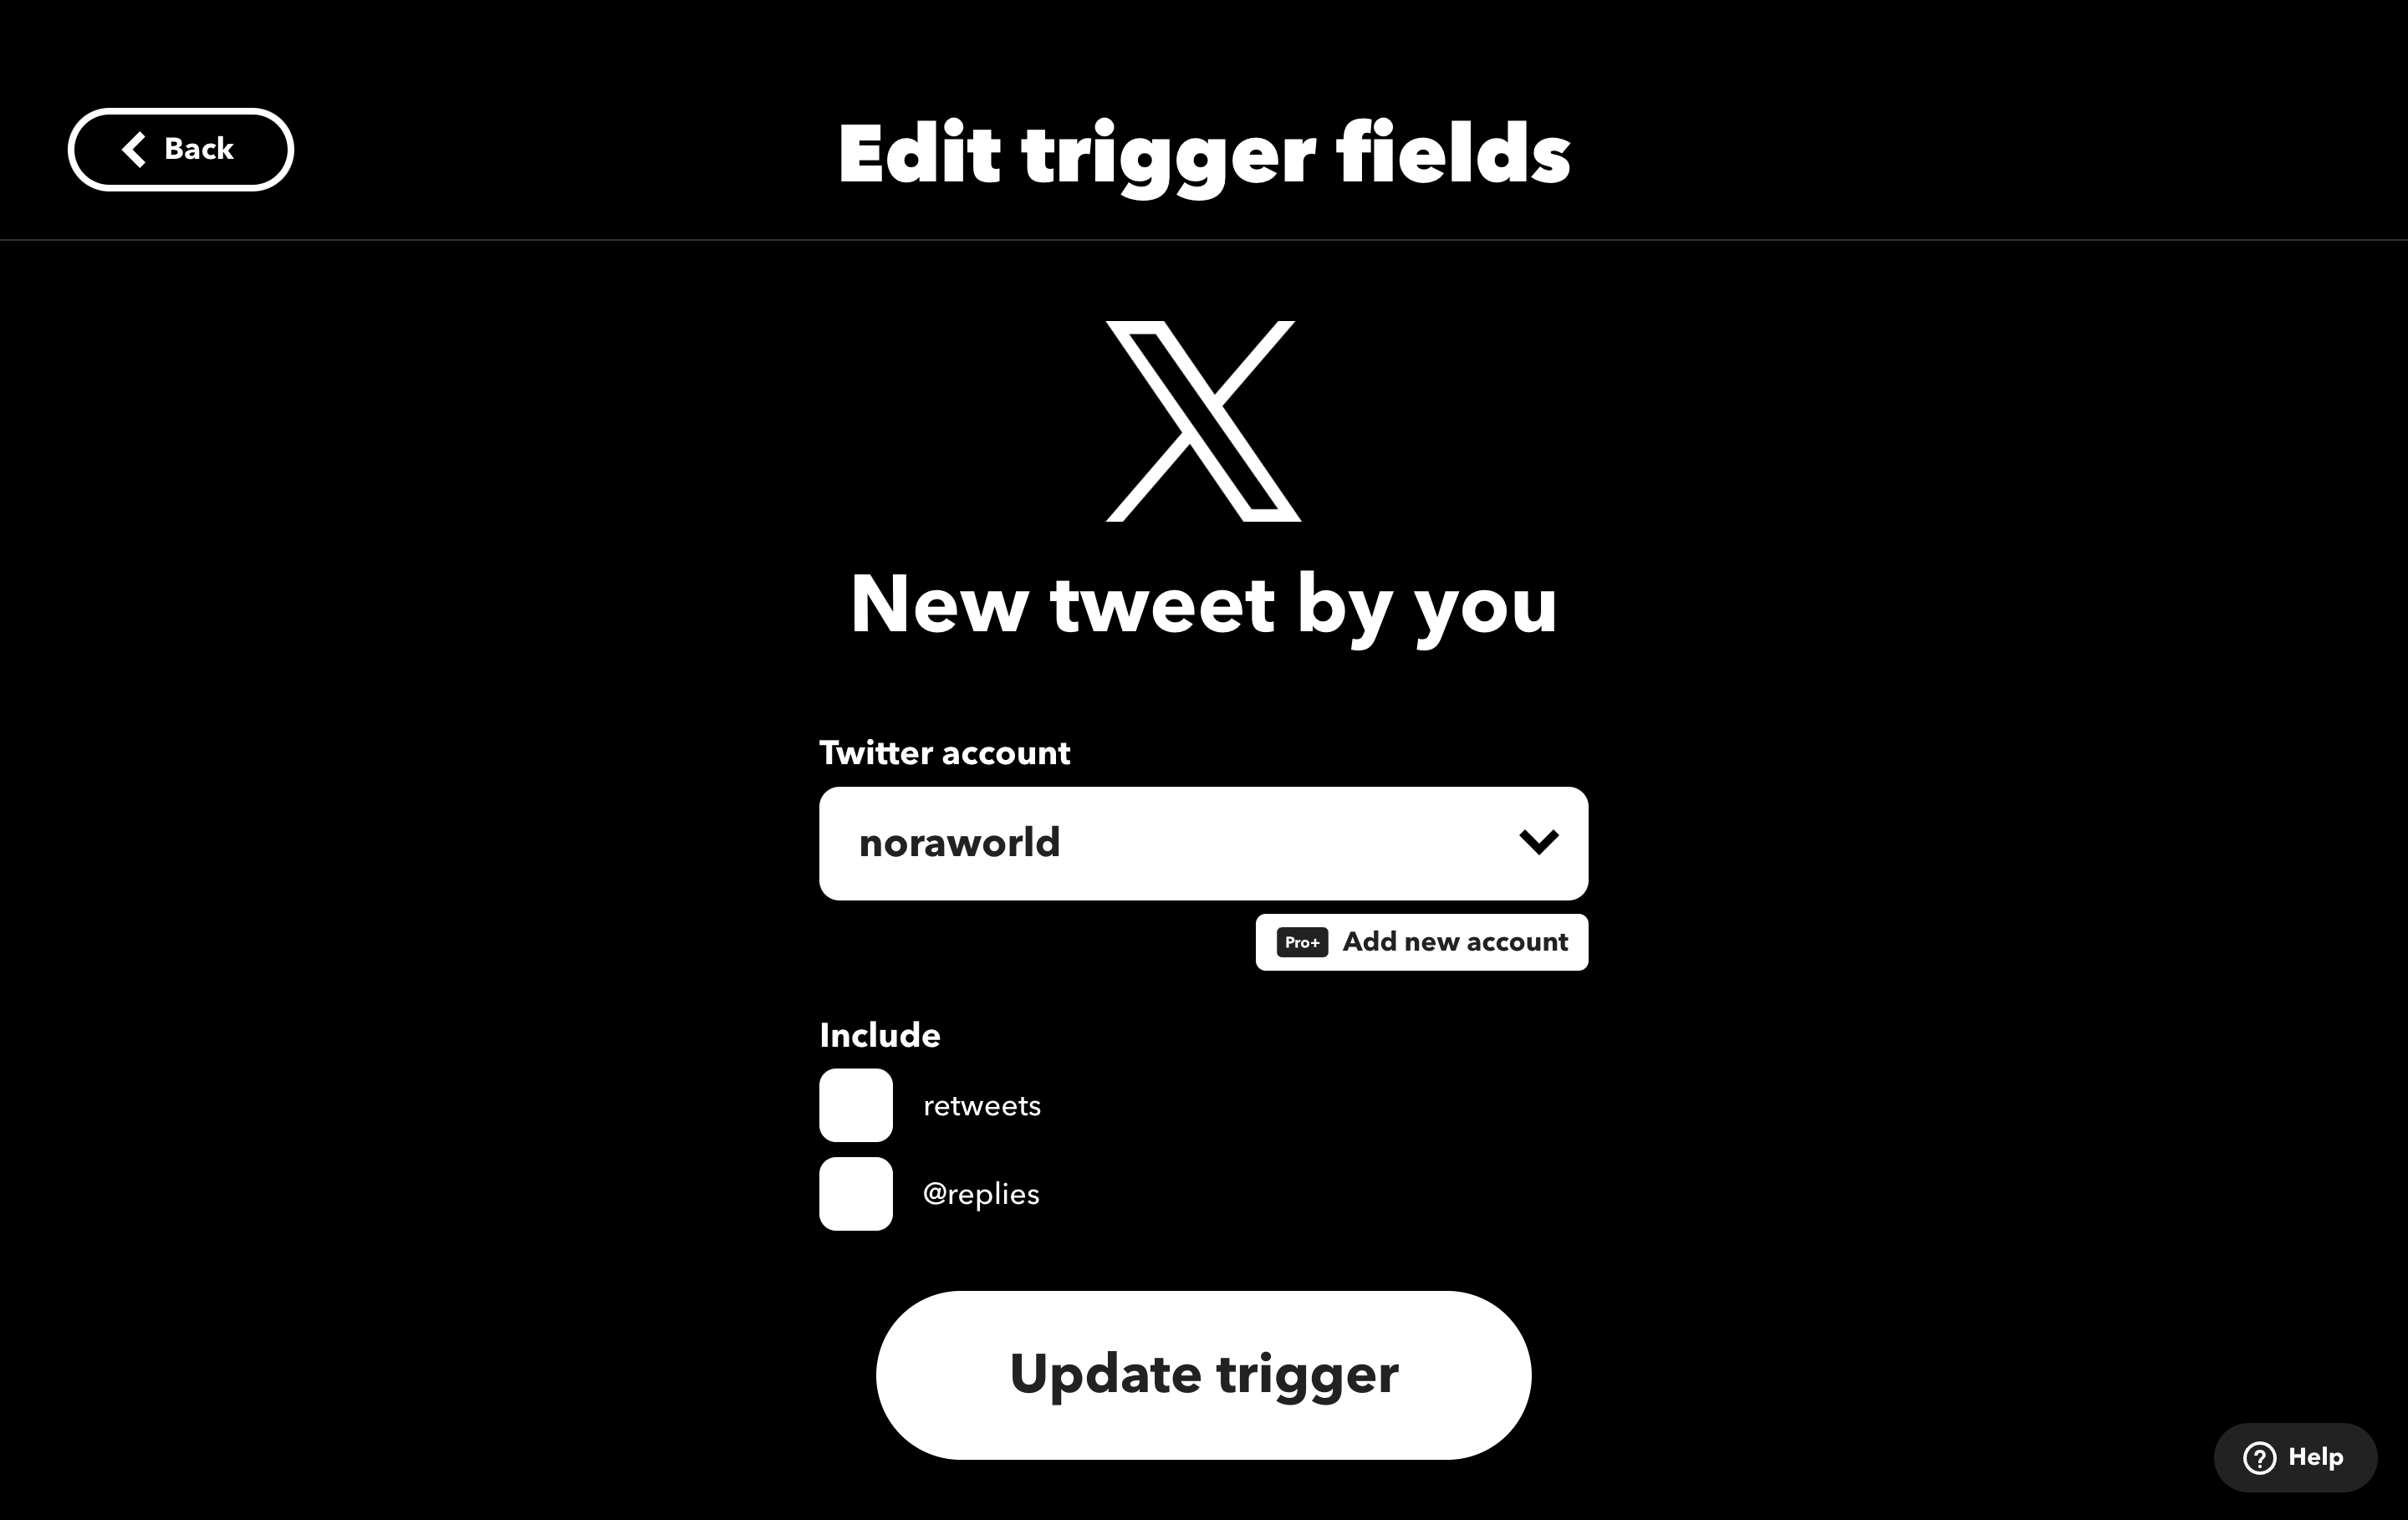 Back
Edit trigger fields
New tweet by you
Twitter account
noraworld
Pro+ Add new account
Include
retweets
@replies
Update trigger
Help